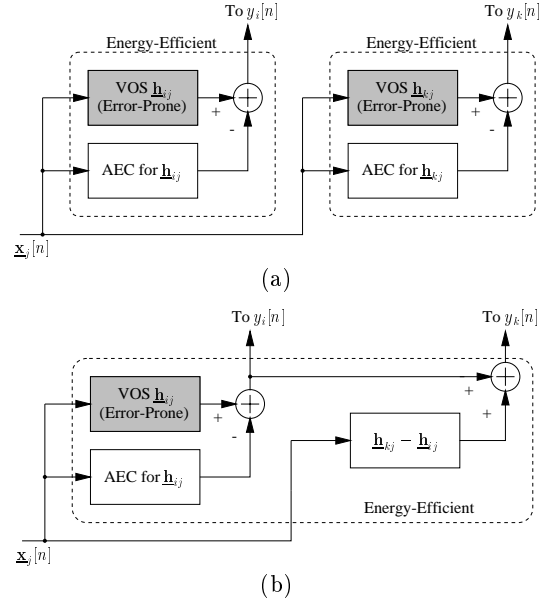 To y_i[n]
To y_k[n]
Energy-Efficient
Energy-Efficient
VOS h_ij
(Error-Prone)
+
-
VOS h_kj
(Error-Prone)
+
-
AEC for h_ij
AEC for h_kj
x_j[n]
(a)
To y_i[n]
To y_k[n]
VOS h_ij
(Error-Prone)
+
-
+
+
AEC for h_ij
h_kj − h_ij
Energy-Efficient
x_j[n]
(b)